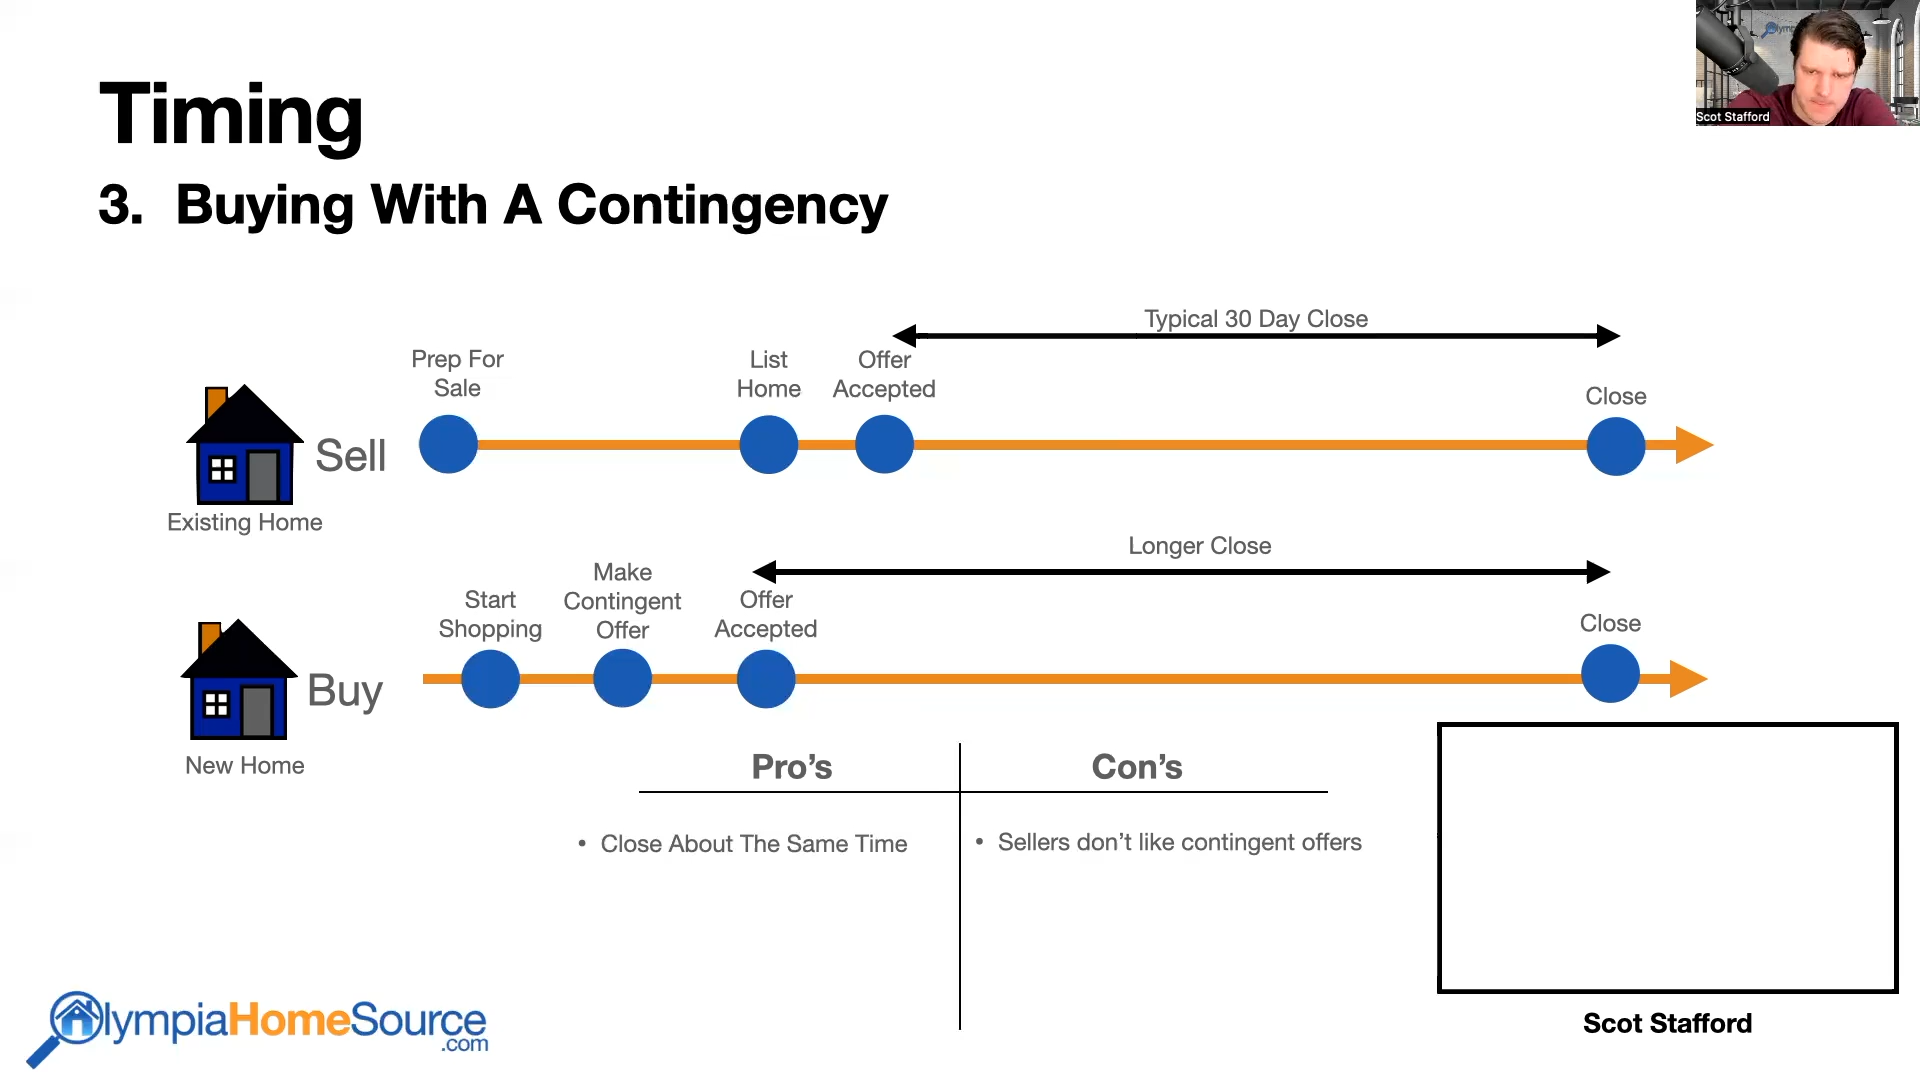 Timing
3. Buying With A Contingency
Scot Stafford
Typical 30 Day Close
Prep For
Sale
List
Home
Offer
Accepted
Close
Sell
Existing Home
Longer Close
Start
Shopping
Make
Contingent
Offer
Offer
Accepted
Close
Buy
New Home
Pro’s
Con’s
• Close About The Same Time
• Sellers don’t like contingent offers
OlympiaHomeSource
.com
Scot Stafford